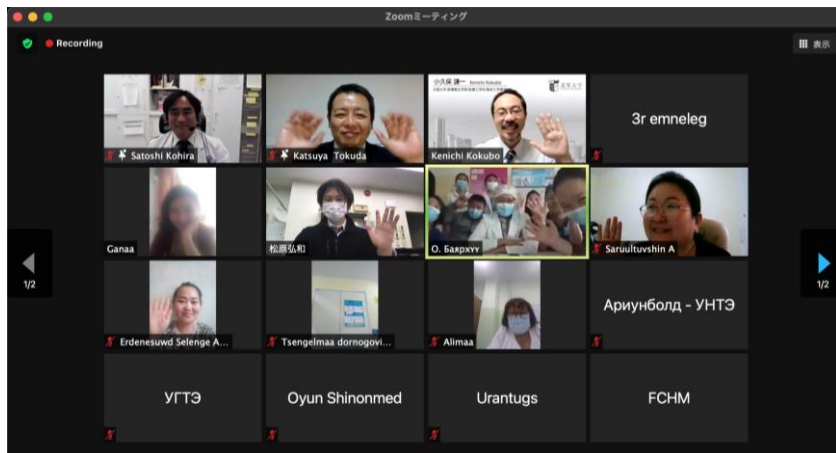 Zoomミーティング
Recording
表示
小久保 謙一 Kenichi Kokubo
Satoshi Kohira
Katsuya Tokuda
Kenichi Kokubo
3r emneleg
Ganaa
松原弘和
О. Баярхүү
Saruultuvshin A
1/2
1/2
Erdenesuwd Selenge A...
Tsengelmaa dornogovi...
Alimaa
Ариунболд - УНТЭ
УГТЭ
Oyun Shinonmed
Urantugs
FCHM